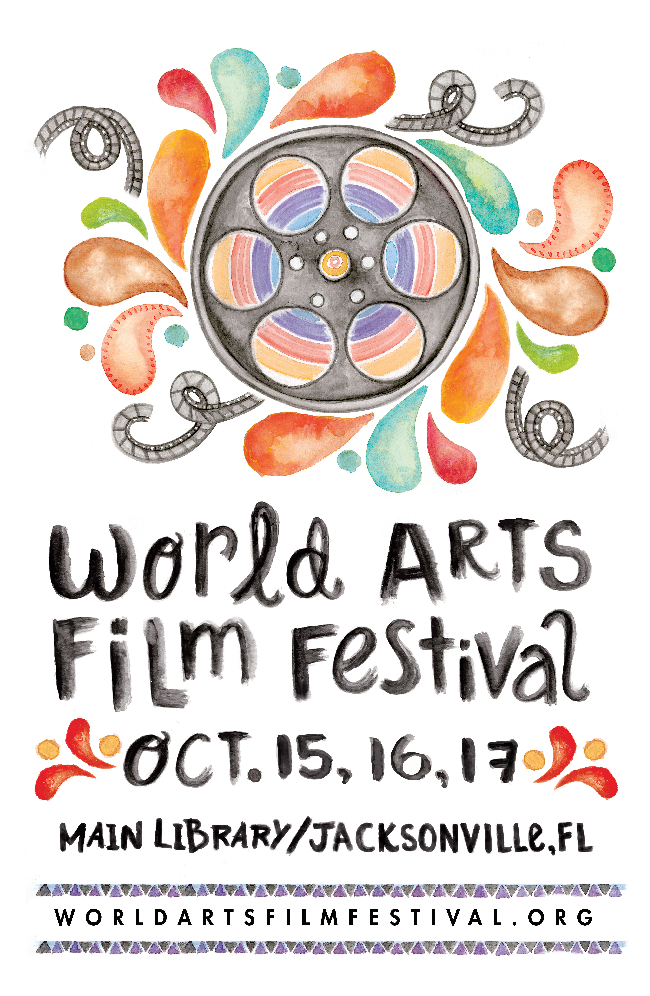 World ARTS
FiLm Festival
OCT. 15, 16, 17
MAIN LIBRARY/JACKSONVILLe, FL
WORLDARTSFILMFESTIVAL.ORG